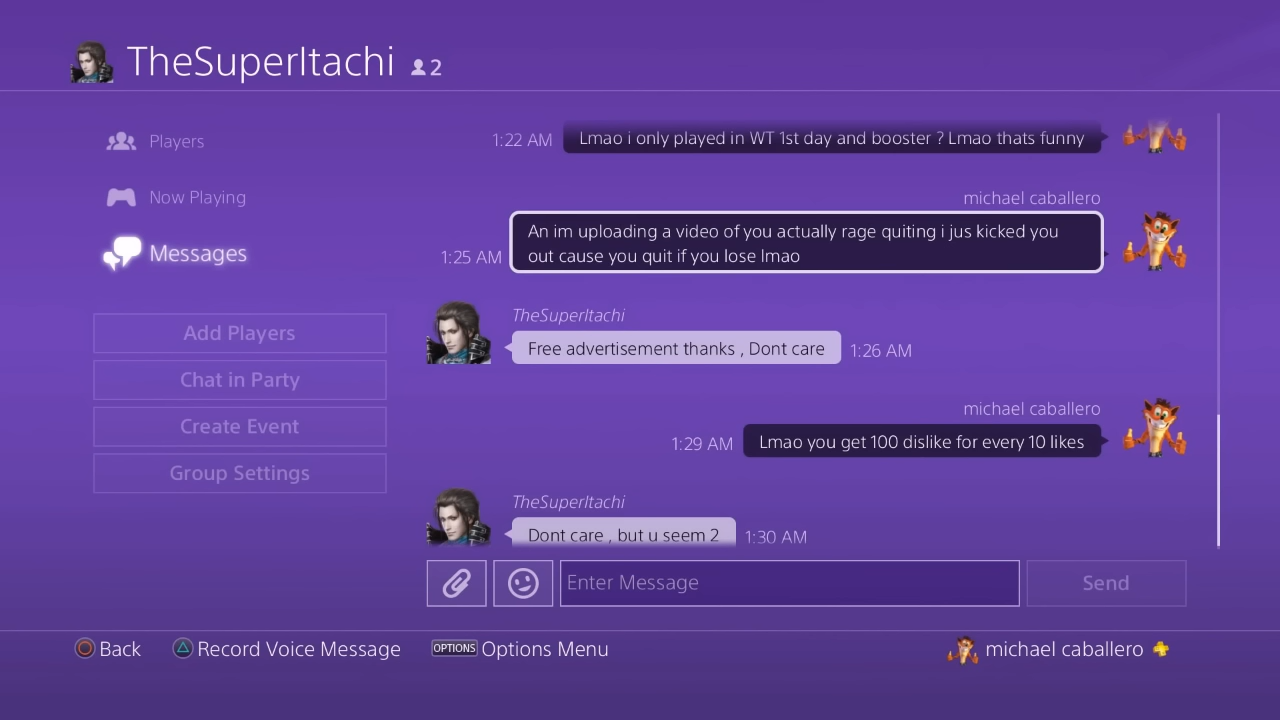 TheSuperItachi 2
Players
Now Playing
Messages
Add Players
Chat in Party
Create Event
Group Settings
1:22 AM Lmao i only played in WT 1st day and booster ? Lmao thats funny
michael caballero
An im uploading a video of you actually rage quiting i jus kicked you
1:25 AM out cause you quit if you lose lmao
TheSuperItachi
Free advertisement thanks , Dont care 1:26 AM
michael caballero
1:29 AM Lmao you get 100 dislike for every 10 likes
TheSuperItachi
Dont care , but u seem 2 1:30 AM
Enter Message
Send
Back
Record Voice Message
OPTIONS Options Menu
michael caballero